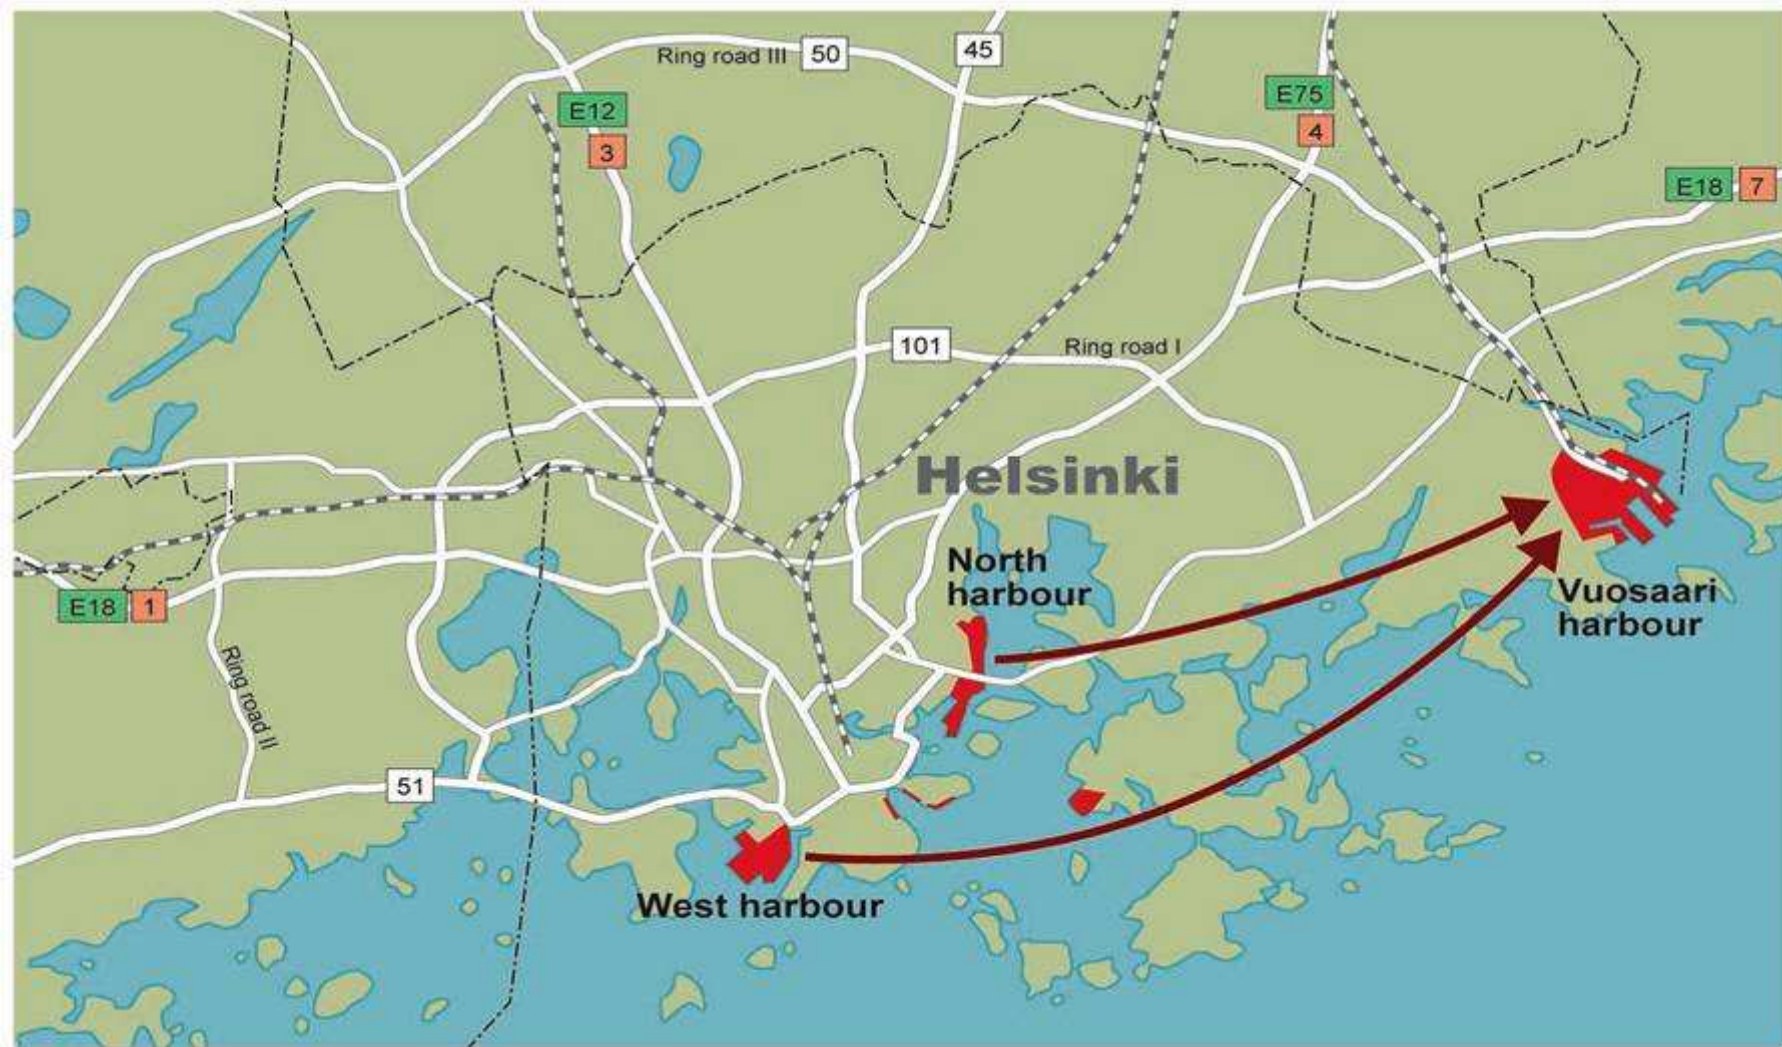 Ring road III
50
45
E12
3
E75
4
E18
7
101
Ring road I
Helsinki
North
harbour
Vuosaari
harbour
E18
1
Ring road II
51
West harbour